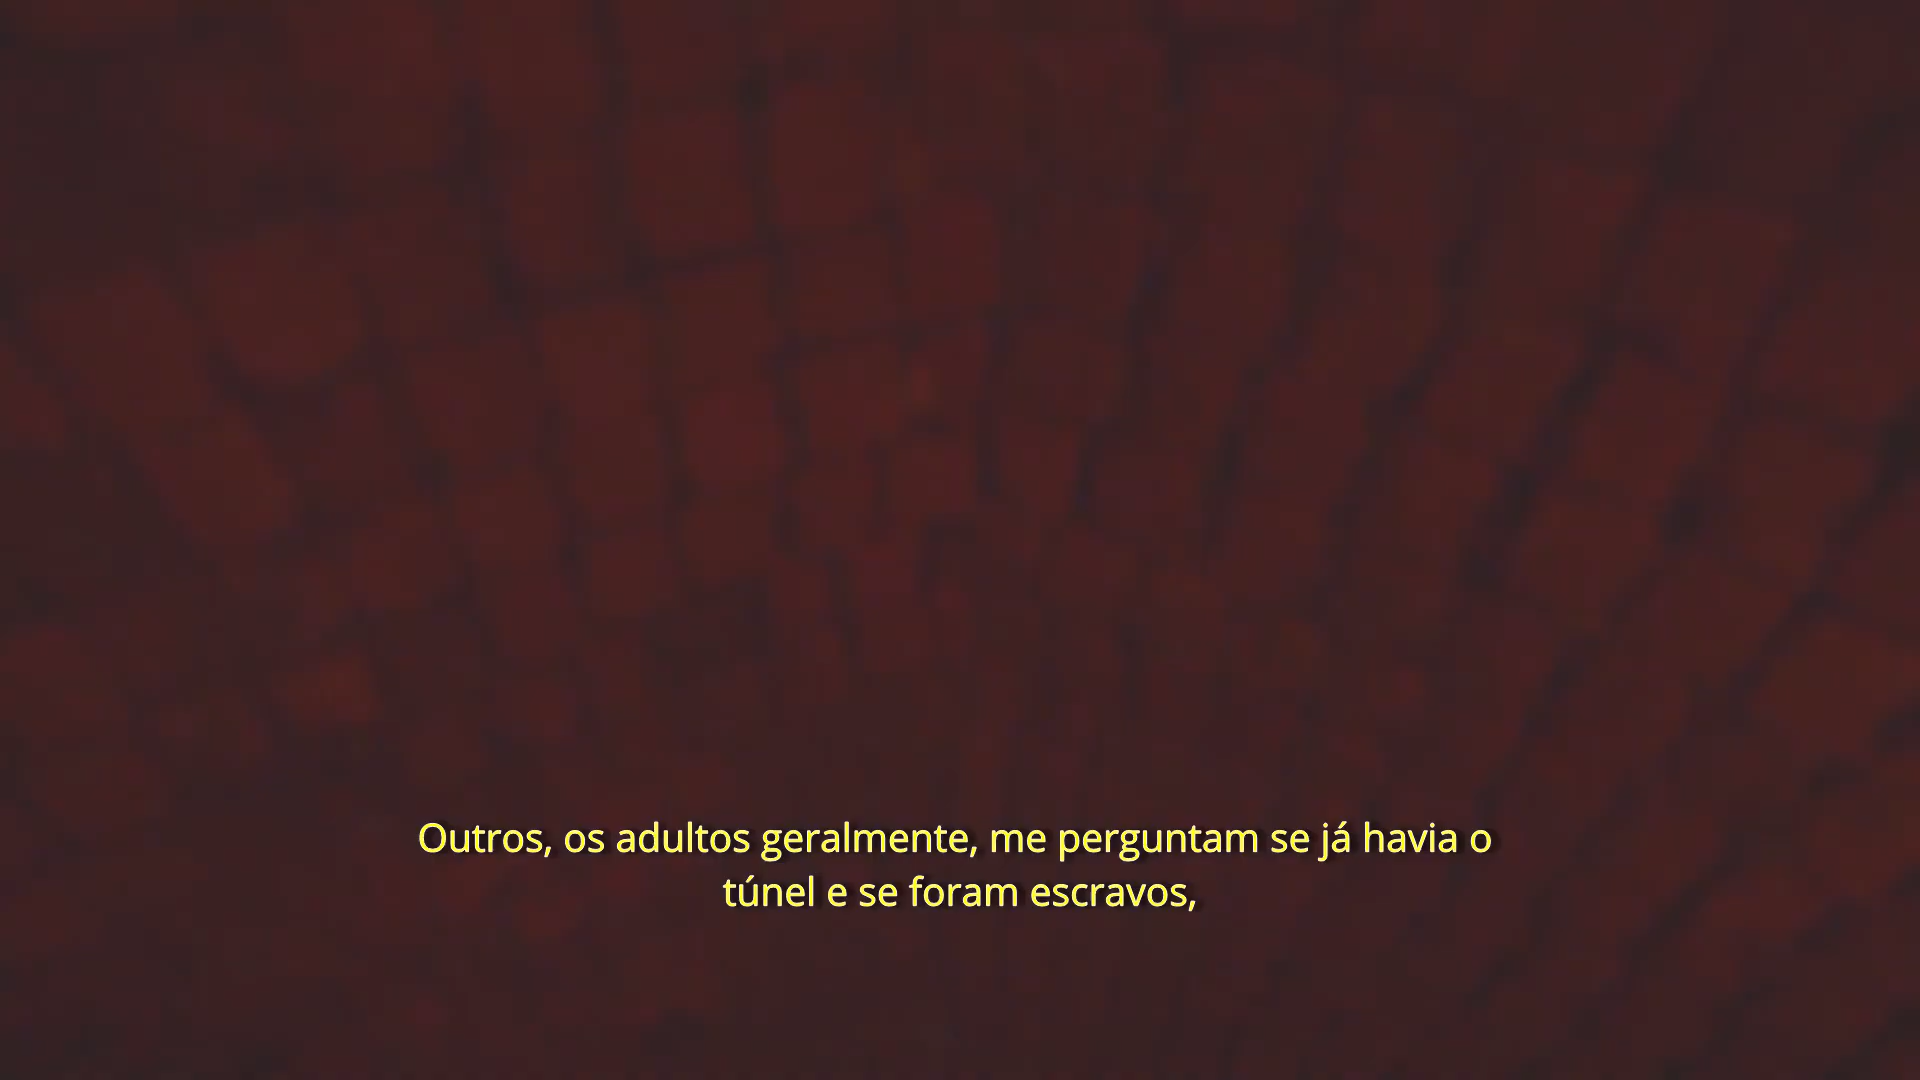 Outros, os adultos geralmente, me perguntam se já havia o
túnel e se foram escravos,